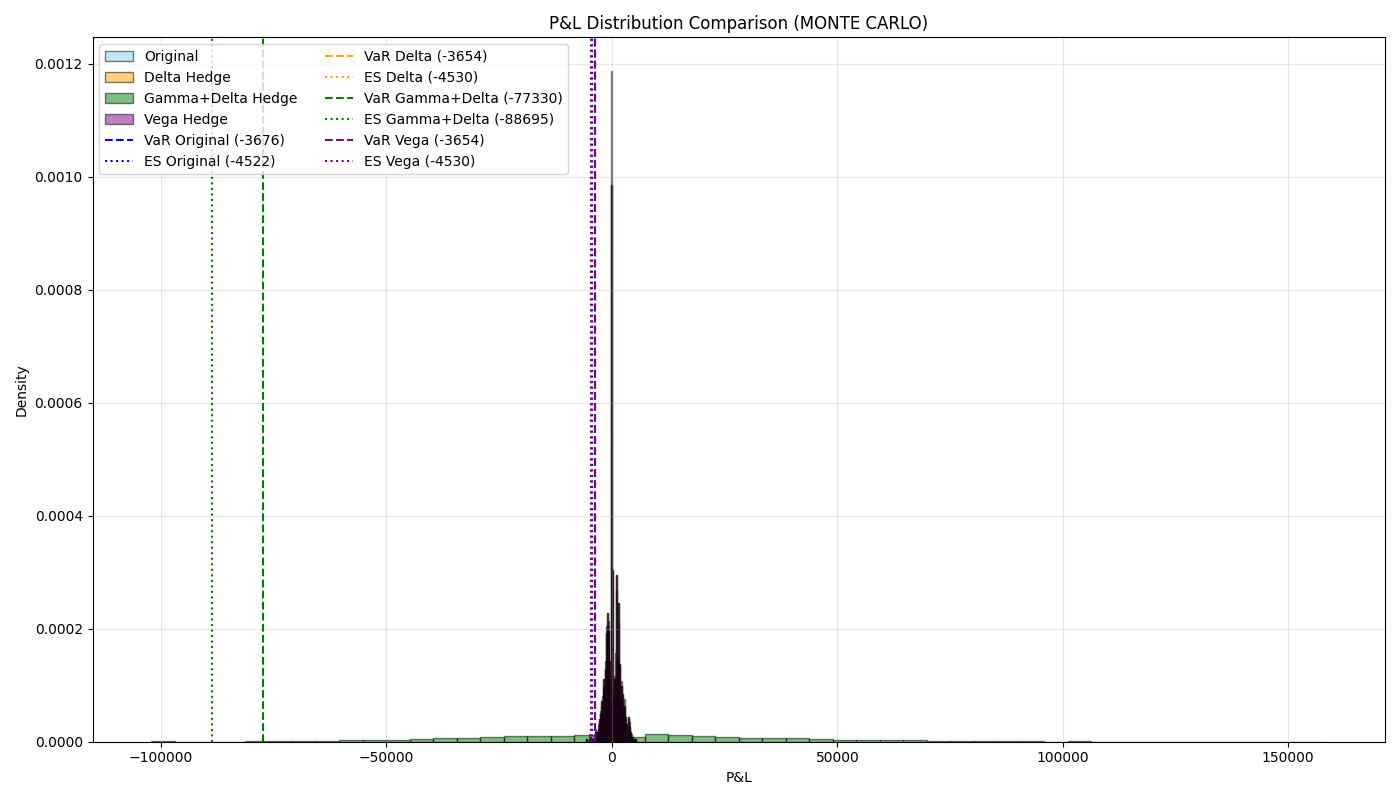 P&L Distribution Comparison (MONTE CARLO)
Original
Delta Hedge
Gamma+Delta Hedge
Vega Hedge
VaR Original (-3676)
ES Original (-4522)
VaR Delta (-3654)
ES Delta (-4530)
VaR Gamma+Delta (-77330)
ES Gamma+Delta (-88695)
VaR Vega (-3654)
ES Vega (-4530)
Density
0.0012
0.0010
0.0008
0.0006
0.0004
0.0002
0.0000
−100000
−50000
0
50000
100000
150000
P&L